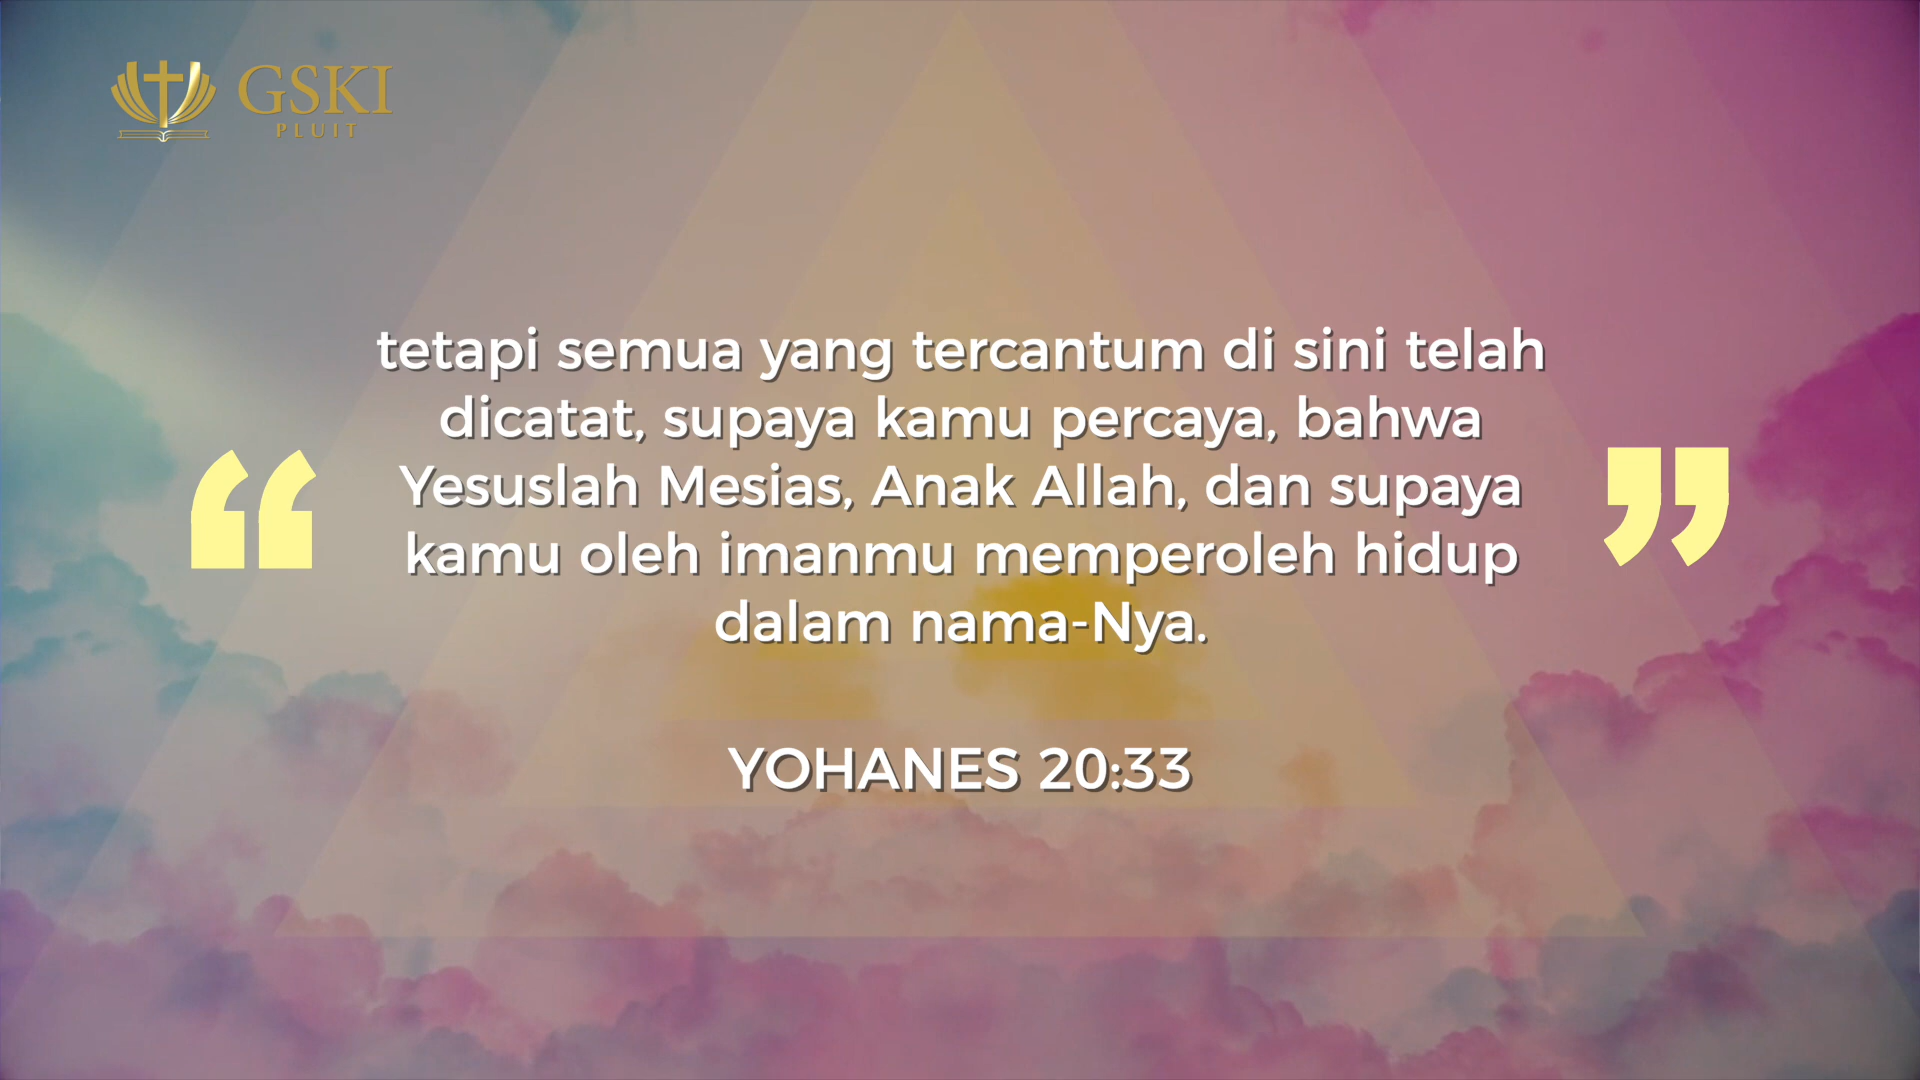 GSKI
PLUIT
tetapi semua yang tercantum di sini telah
dicatat, supaya kamu percaya, bahwa
Yesuslah Mesias, Anak Allah, dan supaya
“ kamu oleh imanmu memperoleh hidup ”
dalam nama-Nya.
YOHANES 20:33